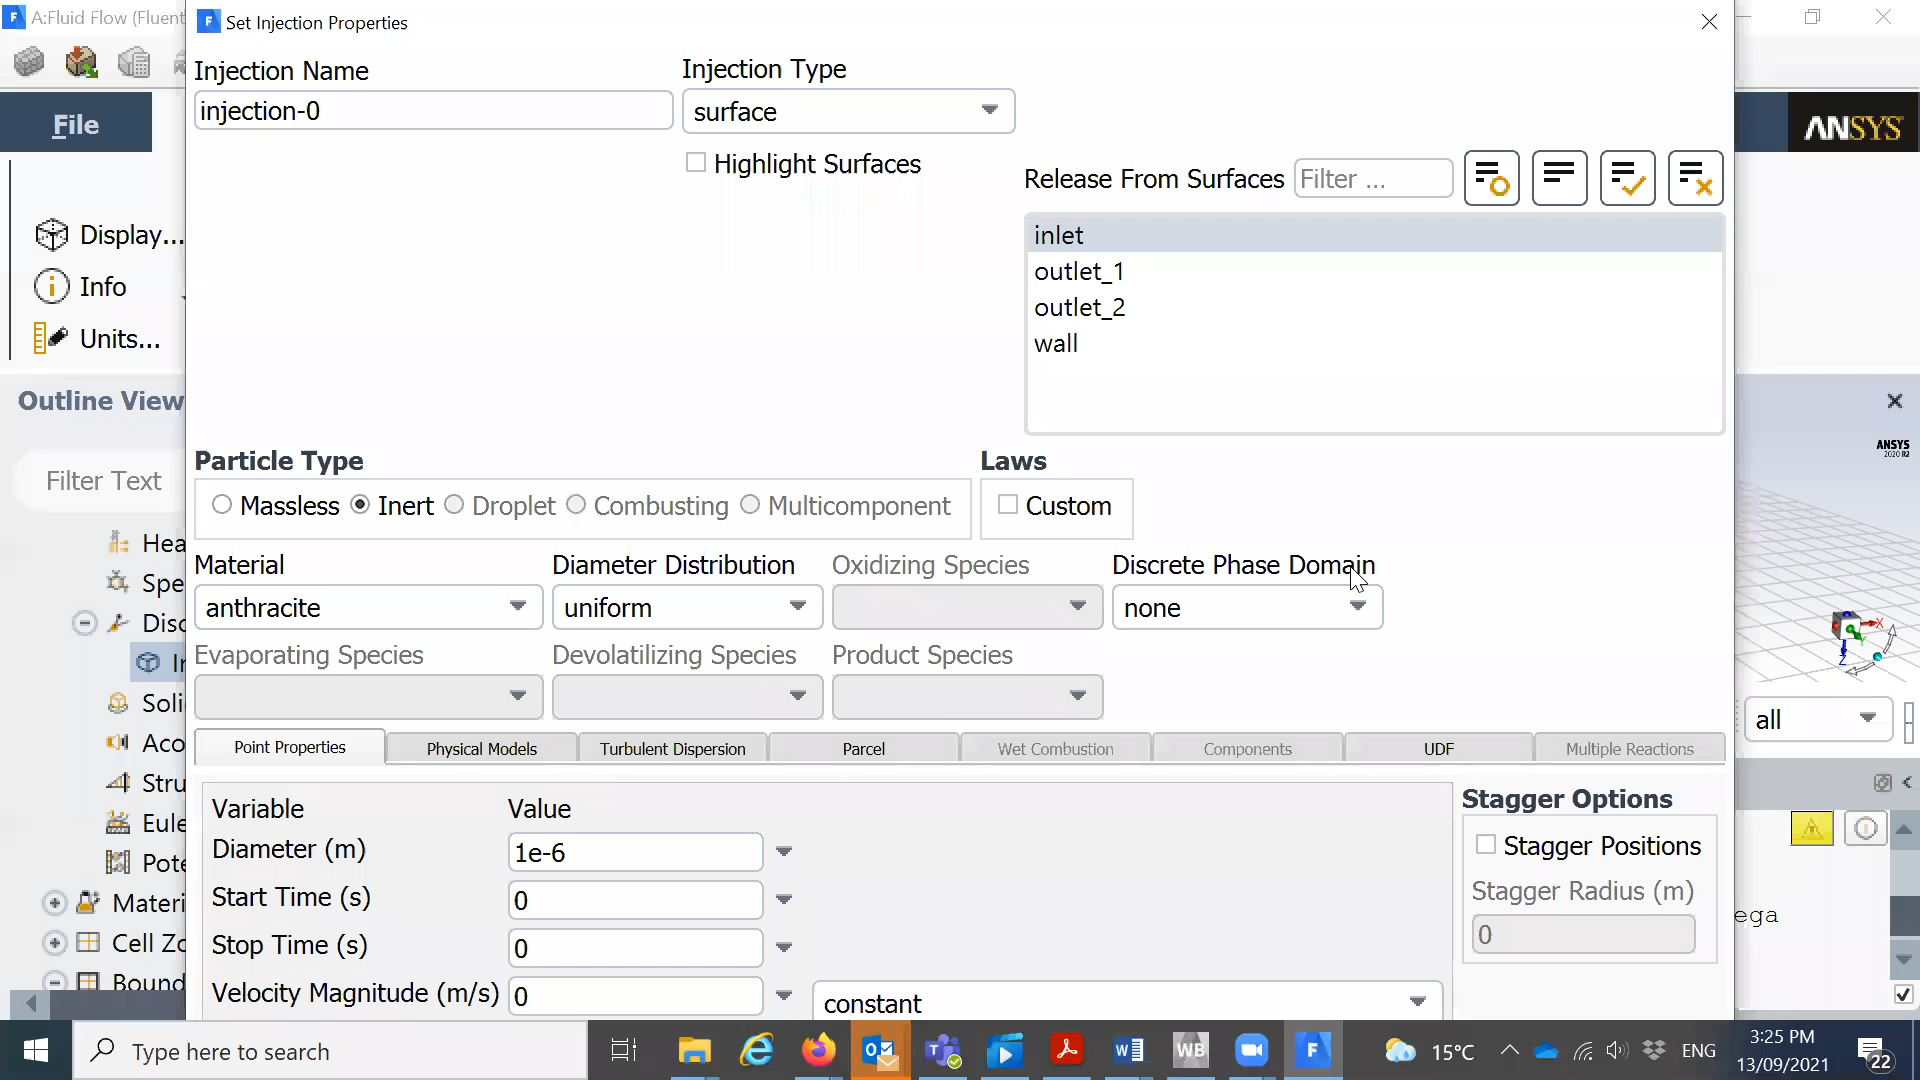 A:Fluid Flow (Fluent
Set Injection Properties
Injection Name
Injection Type
injection-0
surface
Highlight Surfaces
Release From Surfaces
Filter ...
inlet
outlet_1
outlet_2
wall
File
ANSYS
Display...
Info
Units...
Outline View
Filter Text
Hea
Spe
Disc
In
Soli
Aco
Stru
Eule
Pote
Materi
Cell Zo
Bound
Particle Type
Laws
Massless
Inert
Droplet
Combusting
Multicomponent
Custom
Material
Diameter Distribution
Oxidizing Species
Discrete Phase Domain
anthracite
uniform
none
Evaporating Species
Devolatilizing Species
Product Species
Point Properties
Physical Models
Turbulent Dispersion
Parcel
Wet Combustion
Components
UDF
Multiple Reactions
Variable
Value
Diameter (m)
1e-6
Start Time (s)
0
Stop Time (s)
0
Velocity Magnitude (m/s)
0
constant
Stagger Options
Stagger Positions
Stagger Radius (m)
0
ANSYS
2020 R2
X
Y
Z
all
ega
Type here to search
WB
15°C
ENG
3:25 PM
13/09/2021
22